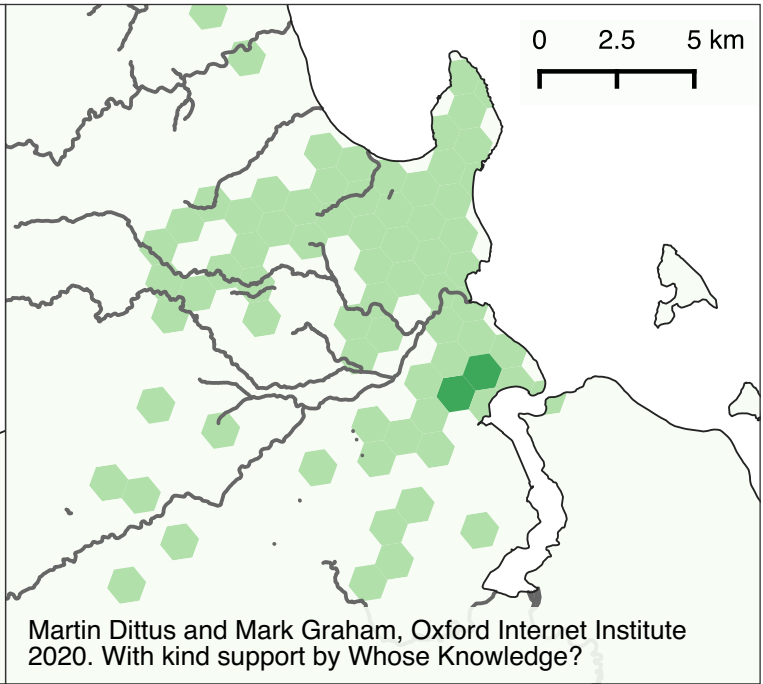 0 2.5 5 km
Martin Dittus and Mark Graham, Oxford Internet Institute
2020. With kind support by Whose Knowledge?